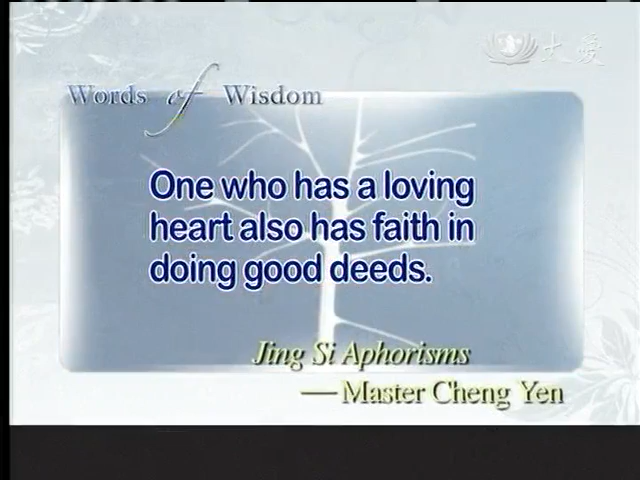 大愛
Words of Wisdom
One who has a loving
heart also has faith in
doing good deeds.
Jing Si Aphorisms
—Master Cheng Yen